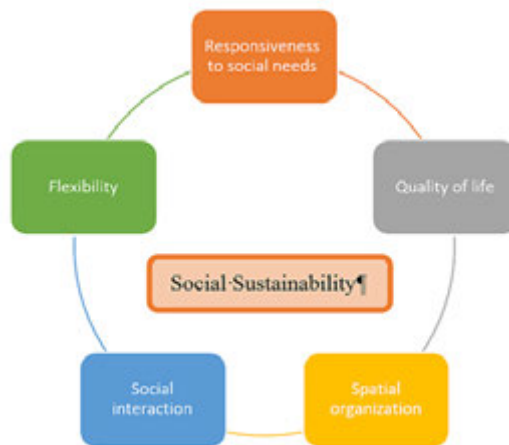 Responsiveness
to social needs
Flexibility
Quality of life
Social·Sustainability¶
Social
interaction
Spatial
organization